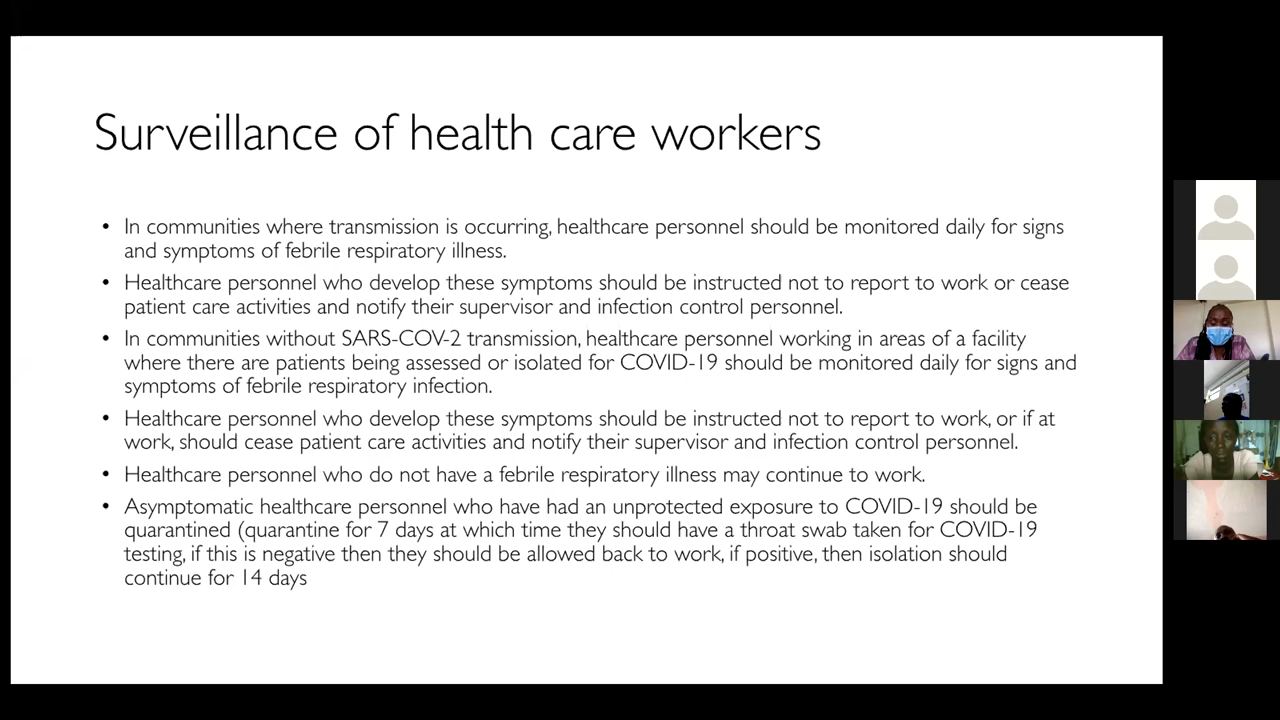 Surveillance of health care workers
• In communities where transmission is occurring, healthcare personnel should be monitored daily for signs
and symptoms of febrile respiratory illness.
• Healthcare personnel who develop these symptoms should be instructed not to report to work or cease
patient care activities and notify their supervisor and infection control personnel.
• In communities without SARS-COV-2 transmission, healthcare personnel working in areas of a facility
where there are patients being assessed or isolated for COVID-19 should be monitored daily for signs and
symptoms of febrile respiratory infection.
• Healthcare personnel who develop these symptoms should be instructed not to report to work, or if at
work, should cease patient care activities and notify their supervisor and infection control personnel.
• Healthcare personnel who do not have a febrile respiratory illness may continue to work.
• Asymptomatic healthcare personnel who have had an unprotected exposure to COVID-19 should be
quarantined (quarantine for 7 days at which time they should have a throat swab taken for COVID-19
testing, if this is negative then they should be allowed back to work, if positive, then isolation should
continue for 14 days